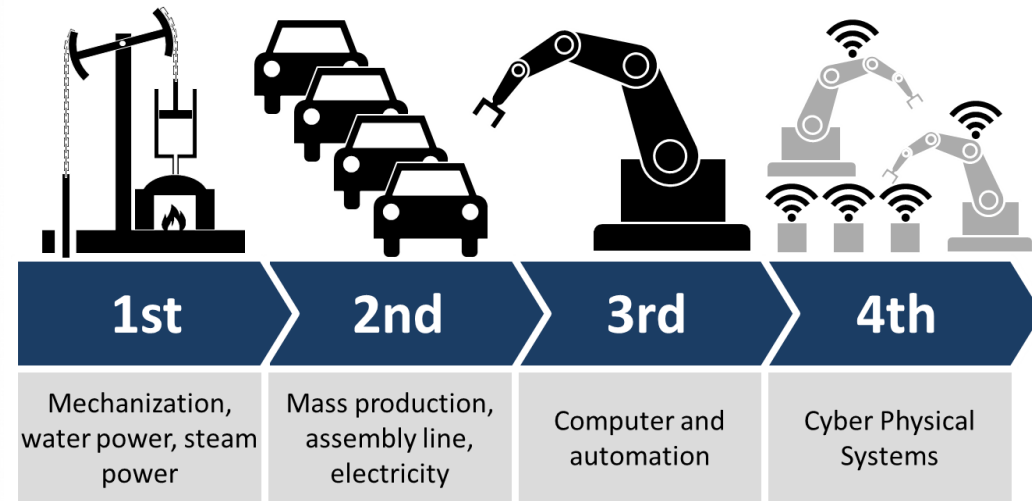 1st
2nd
3rd
4th
Mechanization,
water power, steam
power
Mass production,
assembly line,
electricity
Computer and
automation
Cyber Physical
Systems